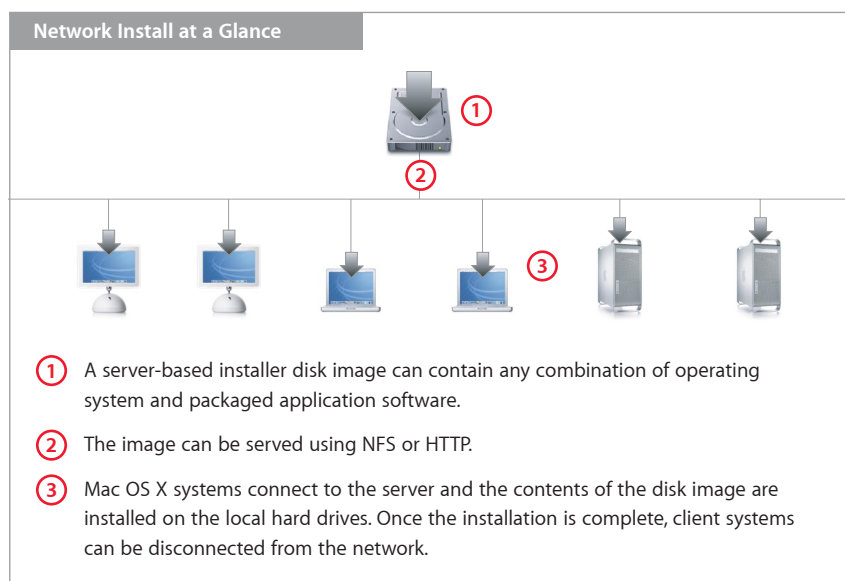 Network Install at a Glance
1
2
3
1 A server-based installer disk image can contain any combination of operating
system and packaged application software.
2 The image can be served using NFS or HTTP.
3 Mac OS X systems connect to the server and the contents of the disk image are
installed on the local hard drives. Once the installation is complete, client systems
can be disconnected from the network.